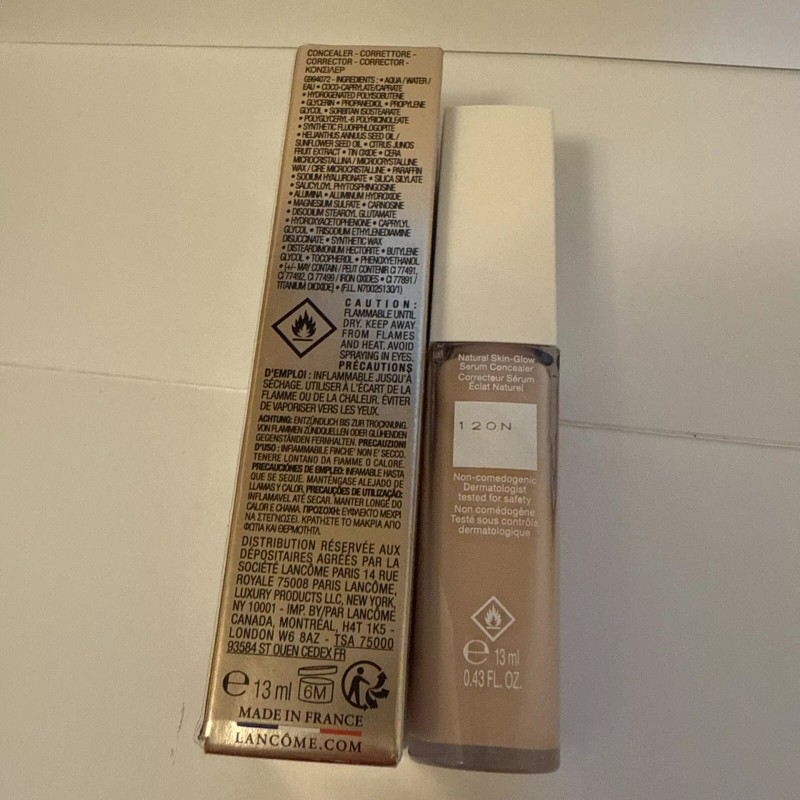 CONCEALER - CORRETTORE -
CORRECTOR - CORRECTOR -
КОНСИЛЕР
G994072 - INGREDIENTS : • AQUA / WATER /
EAU • COCO-CAPRYLATE/CAPRATE
• HYDROGENATED POLYISOBUTENE
• GLYCERIN • PROPANEDIOL • PROPYLENE
GLYCOL • SORBITAN ISOSTEARATE
• POLYGLYCERYL-6 POLYRICINOLEATE
• SYNTHETIC FLUORPHLOGOPITE
• HELIANTHUS ANNUUS SEED OIL /
SUNFLOWER SEED OIL • CITRUS JUNOS
FRUIT EXTRACT • TIN OXIDE • CERA
MICROCRISTALLINA / MICROCRYSTALLINE
WAX / CIRE MICROCRISTALLINE • PARAFFIN
• SODIUM HYALURONATE • SILICA SILYLATE
• SALICYLOYL PHYTOSPHINGOSINE
• ALUMINA • ALUMINUM HYDROXIDE
• MAGNESIUM SULFATE • CARNOSINE
• DISODIUM STEAROYL GLUTAMATE
• HYDROXYACETOPHENONE • CAPRYLYL
GLYCOL • TRISODIUM ETHYLENEDIAMINE
DISUCCINATE • SYNTHETIC WAX
• DISTEARDIMONIUM HECTORITE • BUTYLENE
GLYCOL • TOCOPHEROL • PHENOXYETHANOL
• [+/- MAY CONTAIN / PEUT CONTENIR CI 77491,
CI 77492, CI 77499 / IRON OXIDES • CI 77891 /
TITANIUM DIOXIDE] • (F.I.L. N70025130/1)
CAUTION:
FLAMMABLE UNTIL
DRY. KEEP AWAY
FROM FLAMES
AND HEAT. AVOID
SPRAYING IN EYES.
PRÉCAUTIONS
D'EMPLOI : INFLAMMABLE JUSQU'À
SÉCHAGE. UTILISER À L'ÉCART DE LA
FLAMME OU DE LA CHALEUR. ÉVITER
DE VAPORISER VERS LES YEUX.
ACHTUNG: ENTZÜNDLICH BIS ZUR TROCKNUNG.
VON FLAMMEN ZÜNDQUELLEN ODER GLÜHENDEN
GEGENSTÄNDEN FERNHALTEN. PRECAUZIONI
D'USO : INFIAMMABILE FINCHE' NON E' SECCO.
TENERE LONTANO DA FIAMME O CALORE.
PRECAUCIONES DE EMPLEO: INFAMABLE HASTA
QUE SE SEQUE. MANTÉNGASE ALEJADO DE
LLAMAS Y CALOR. PRECAUÇÕES DE UTILIZAÇÃO:
INFLAMAVEL ATÉ SECAR. MANTER LONGE DO
CALOR E CHAMA. ΠΡΟΣΟΧΗ: ΕΥΦΛΕΚΤΟ ΜΕΧΡΙ
ΝΑ ΣΤΕΓΝΩΣΕΙ. ΚΡΑΤΗΣΤΕ ΤΟ ΜΑΚΡΙΑ ΑΠΟ
ΦΩΤΙΑ ΚΑΙ ΘΕΡΜΟΤΗΤΑ.
DISTRIBUTION RÉSERVÉE AUX
DÉPOSITAIRES AGRÉÉS PAR LA
SOCIÉTÉ LANCÔME PARIS 14 RUE
ROYALE 75008 PARIS LANCÔME,
LUXURY PRODUCTS LLC, NEW YORK,
NY 10001 - IMP. BY/PAR LANCÔME
CANADA, MONTRÉAL, H4T 1K5 -
LONDON W6 8AZ - TSA 75000
93584 ST OUEN CEDEX FR
℮ 13 ml 6M
MADE IN FRANCE
LANCÔME.COM
Natural Skin-Glow
Serum Concealer
Correcteur Sérum
Éclat Naturel
120N
Non-comedogenic
Dermatologist
tested for safety
Non comédogène
Testé sous contrôle
dermatologique
℮ 13 ml
0.43 FL. OZ.